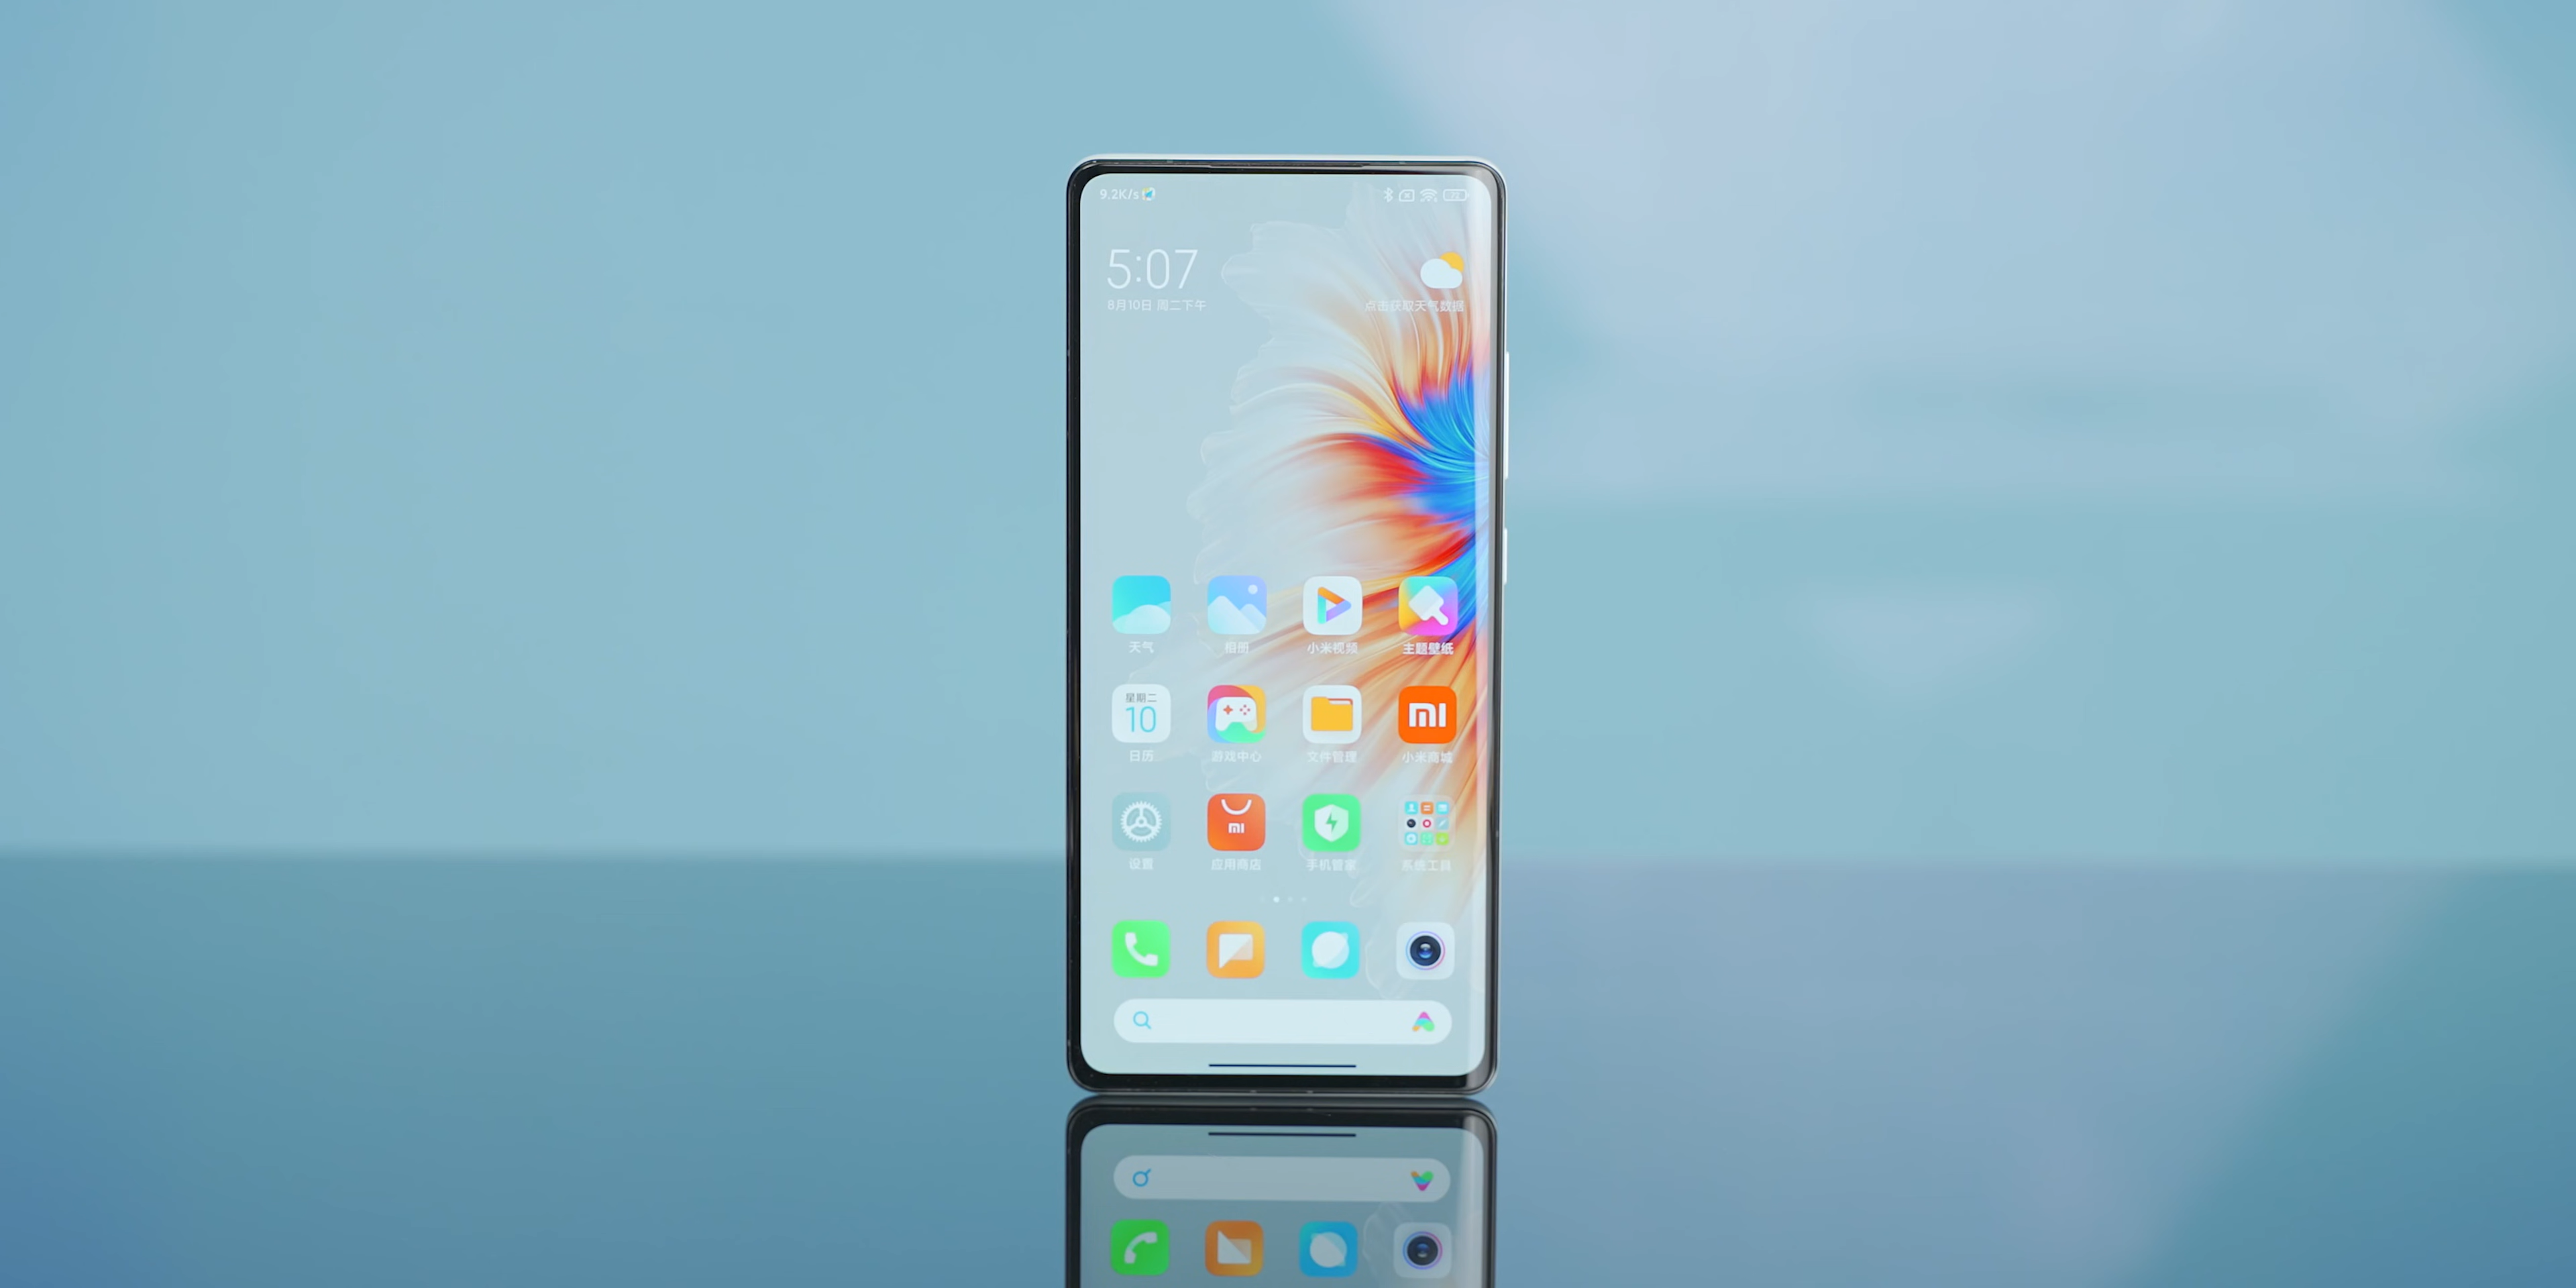 9.2K/s
72
5:07
8月10日 周二下午
点击获取天气数据
天气 相册 小米视频 主题壁纸
星期二
10
mi
日历 游戏中心 文件管理 小米商城
mi
设置 应用商店 手机管家 系统工具